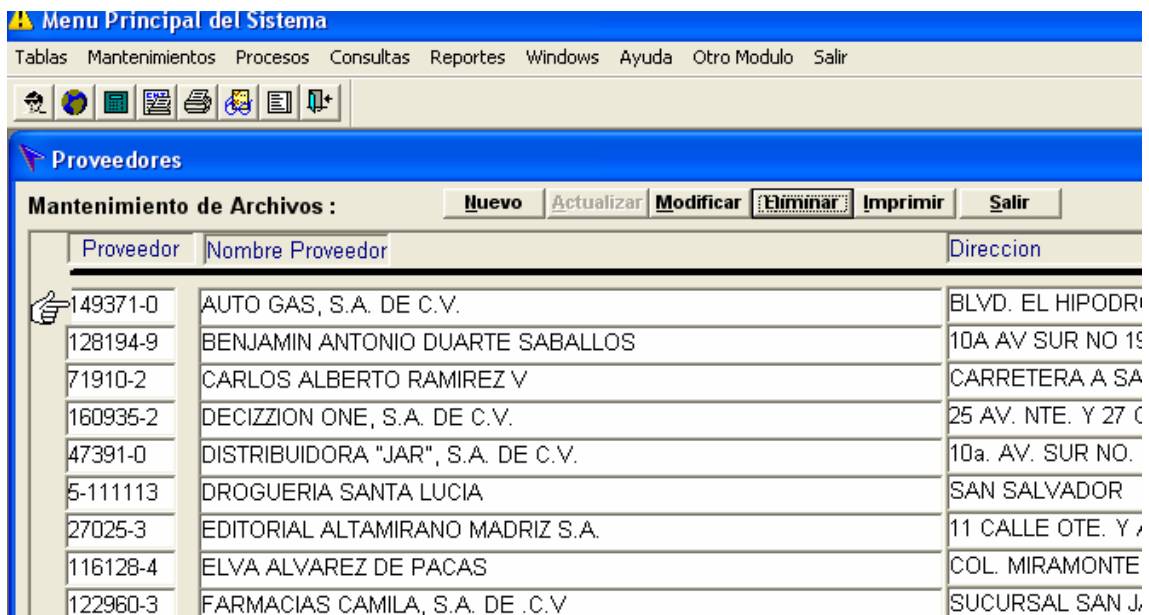 Menu Principal del Sistema
Tablas Mantenimientos Procesos Consultas Reportes Windows Ayuda Otro Modulo Salir
Proveedores
Mantenimiento de Archivos : Nuevo Actualizar Modificar Eliminar Imprimir Salir
Proveedor Nombre Proveedor Direccion
149371-0 AUTO GAS, S.A. DE C.V. BLVD. EL HIPODR
128194-9 BENJAMIN ANTONIO DUARTE SABALLOS 10A AV SUR NO 19
71910-2 CARLOS ALBERTO RAMIREZ V CARRETERA A SA
160935-2 DECIZZION ONE, S.A. DE C.V. 25 AV. NTE. Y 27
47391-0 DISTRIBUIDORA "JAR", S.A. DE C.V. 10a. AV. SUR NO.
5-111113 DROGUERIA SANTA LUCIA SAN SALVADOR
27025-3 EDITORIAL ALTAMIRANO MADRIZ S.A. 11 CALLE OTE. Y
116128-4 ELVA ALVAREZ DE PACAS COL. MIRAMONTE
122960-3 FARMACIAS CAMILA, S.A. DE .C.V SUCURSAL SAN